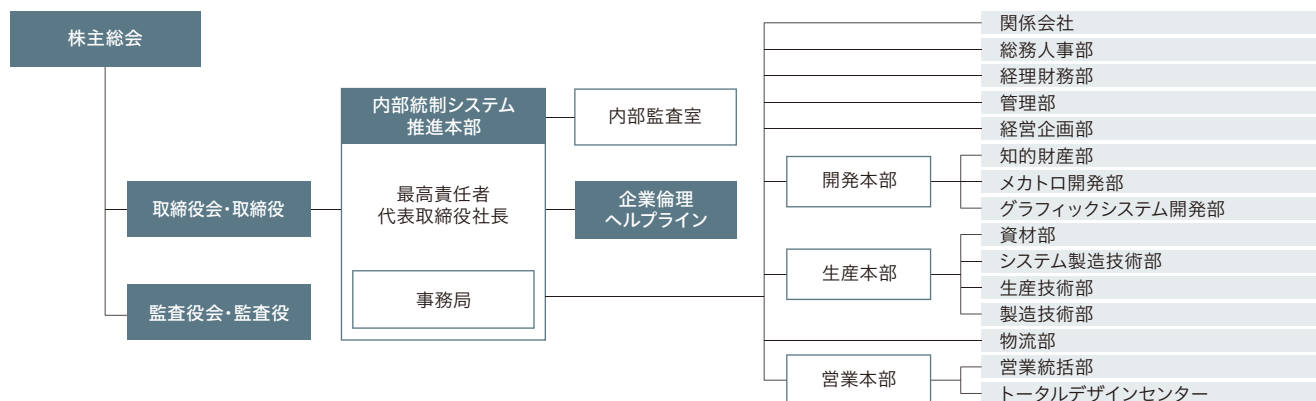 株主総会
取締役会・取締役
監査役会・監査役
内部統制システム
推進本部
最高責任者
代表取締役社長
事務局
内部監査室
企業倫理
ヘルプライン
開発本部
生産本部
営業本部
関係会社
総務人事部
経理財務部
管理部
経営企画部
知的財産部
メカトロ開発部
グラフィックシステム開発部
資材部
システム製造技術部
生産技術部
製造技術部
物流部
営業統括部
トータルデザインセンター